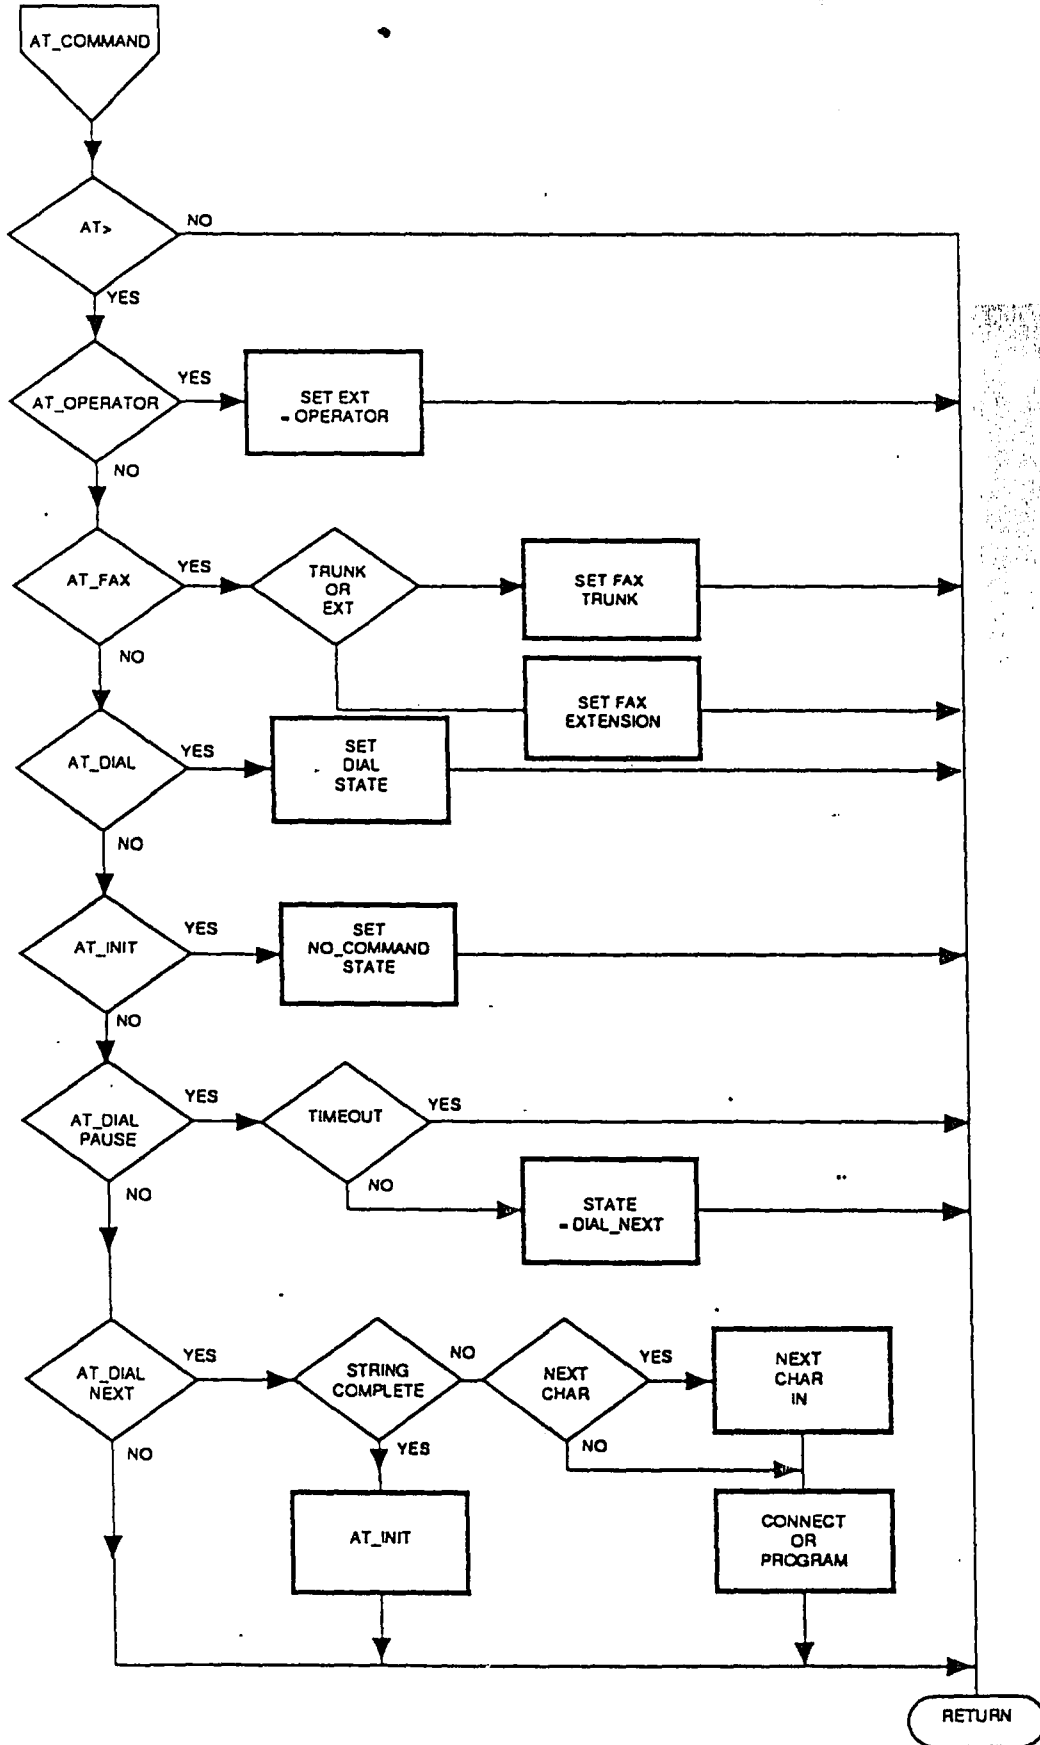 AT_COMMAND
AT>
NO
YES
AT_OPERATOR
YES
SET EXT
= OPERATOR
NO
AT_FAX
YES
TRUNK
OR
EXT
SET FAX
TRUNK
NO
SET FAX
EXTENSION
AT_DIAL
YES
SET
DIAL
STATE
NO
AT_INIT
YES
SET
NO_COMMAND
STATE
NO
AT_DIAL
PAUSE
YES
TIMEOUT
YES
NO
NO
STATE
= DIAL_NEXT
AT_DIAL
NEXT
YES
STRING
COMPLETE
NO
NEXT
CHAR
YES
NEXT
CHAR
IN
NO
YES
NO
AT_INIT
CONNECT
OR
PROGRAM
RETURN